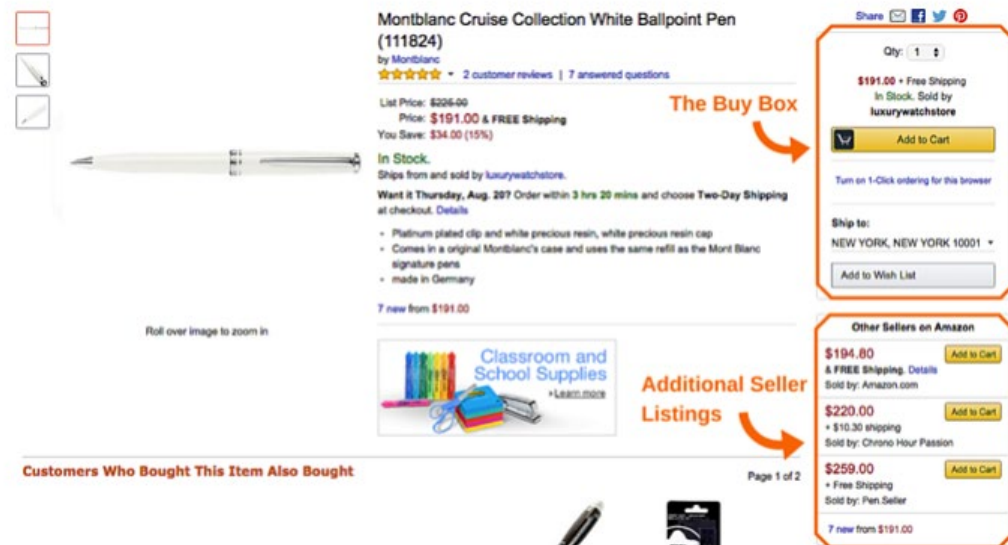 Montblanc Cruise Collection White Ballpoint Pen
(111824)
by Montblanc
2 customer reviews | 7 answered questions
List Price: $225.00
Price: $191.00 & FREE Shipping
You Save: $34.00 (15%)
In Stock.
Ships from and sold by luxurywatchstore.
Want it Thursday, Aug. 20? Order within 3 hrs 20 mins and choose Two-Day Shipping
at checkout. Details
Platinum plated clip and white precious resin, white precious resin cap
Comes in a original Montblanc's case and uses the same refill as the Mont Blanc
signature pens
made in Germany
7 new from $191.00
Roll over image to zoom in
Classroom and
School Supplies
Learn more
The Buy Box
Share
Qty: 1
$191.00 + Free Shipping
In Stock. Sold by
luxurywatchstore
Add to Cart
Turn on 1-Click ordering for this browser
Ship to:
NEW YORK, NEW YORK 10001
Add to Wish List
Additional Seller
Listings
Other Sellers on Amazon
$194.80
Add to Cart
& FREE Shipping. Details
Sold by: Amazon.com
$220.00
Add to Cart
+ $10.30 shipping
Sold by: Chrono Hour Passion
$259.00
Add to Cart
+ Free Shipping
Sold by: Pen.Seller
7 new from $191.00
Customers Who Bought This Item Also Bought
Page 1 of 2